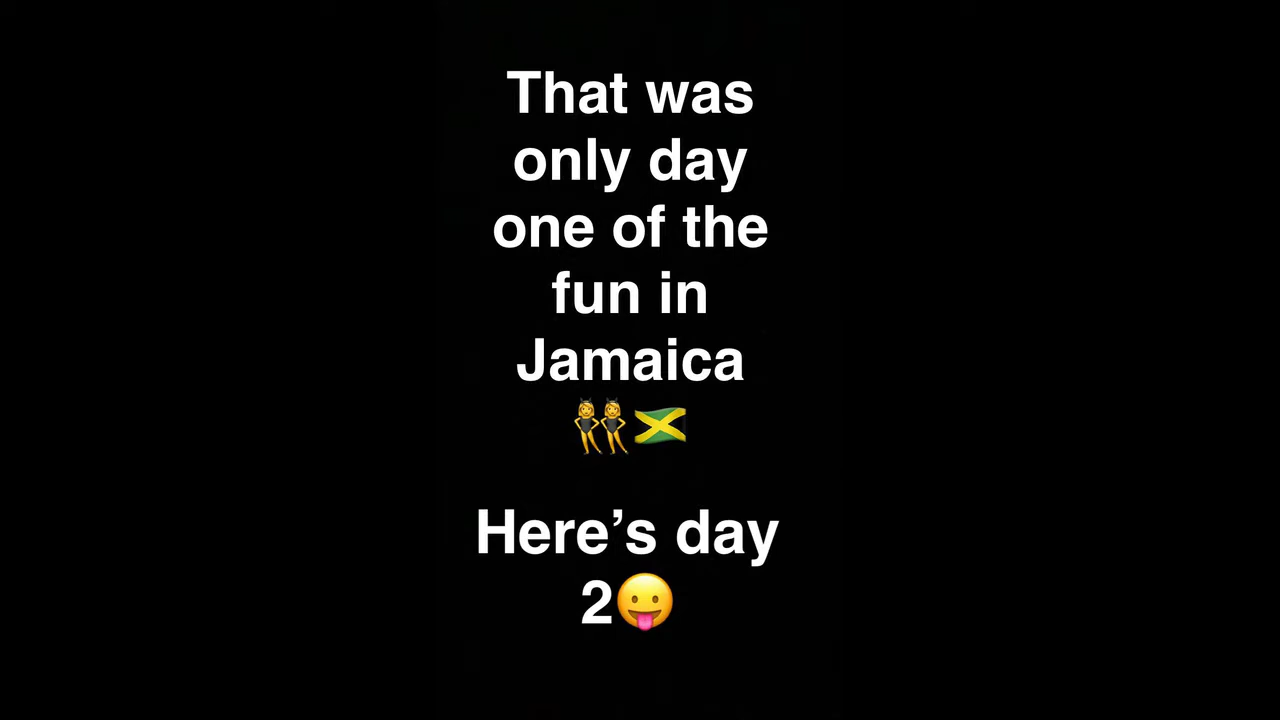 That was
only day
one of the
fun in
Jamaica
👯🇯🇲
Here’s day
2😛